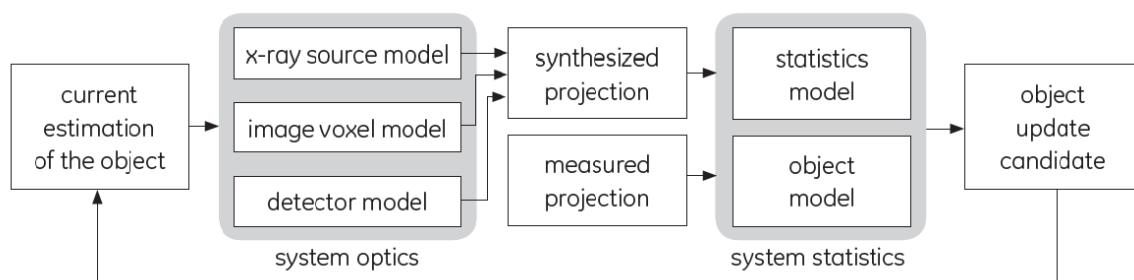 current
estimation
of the object
x-ray source model
image voxel model
detector model
system optics
synthesized
projection
measured
projection
statistics
model
object
model
system statistics
object
update
candidate